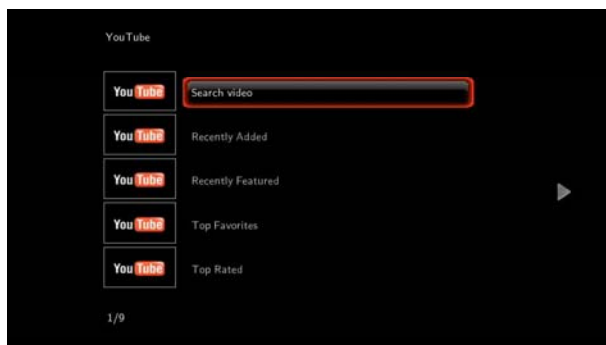 YouTube
You Tube Search video
You Tube Recently Added
You Tube Recently Featured
You Tube Top Favorites
You Tube Top Rated
1/9